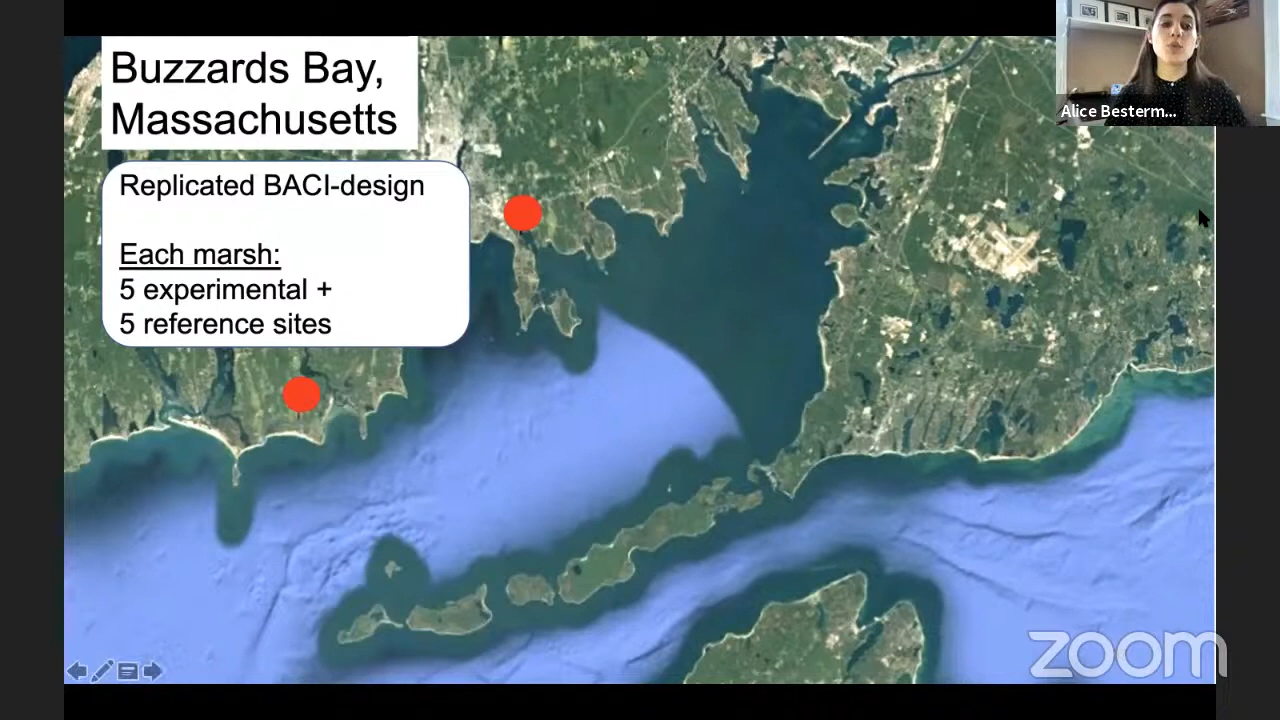 Buzzards Bay,
Massachusetts
Replicated BACI-design
Each marsh:
5 experimental +
5 reference sites
Alice Besterm...
zoom